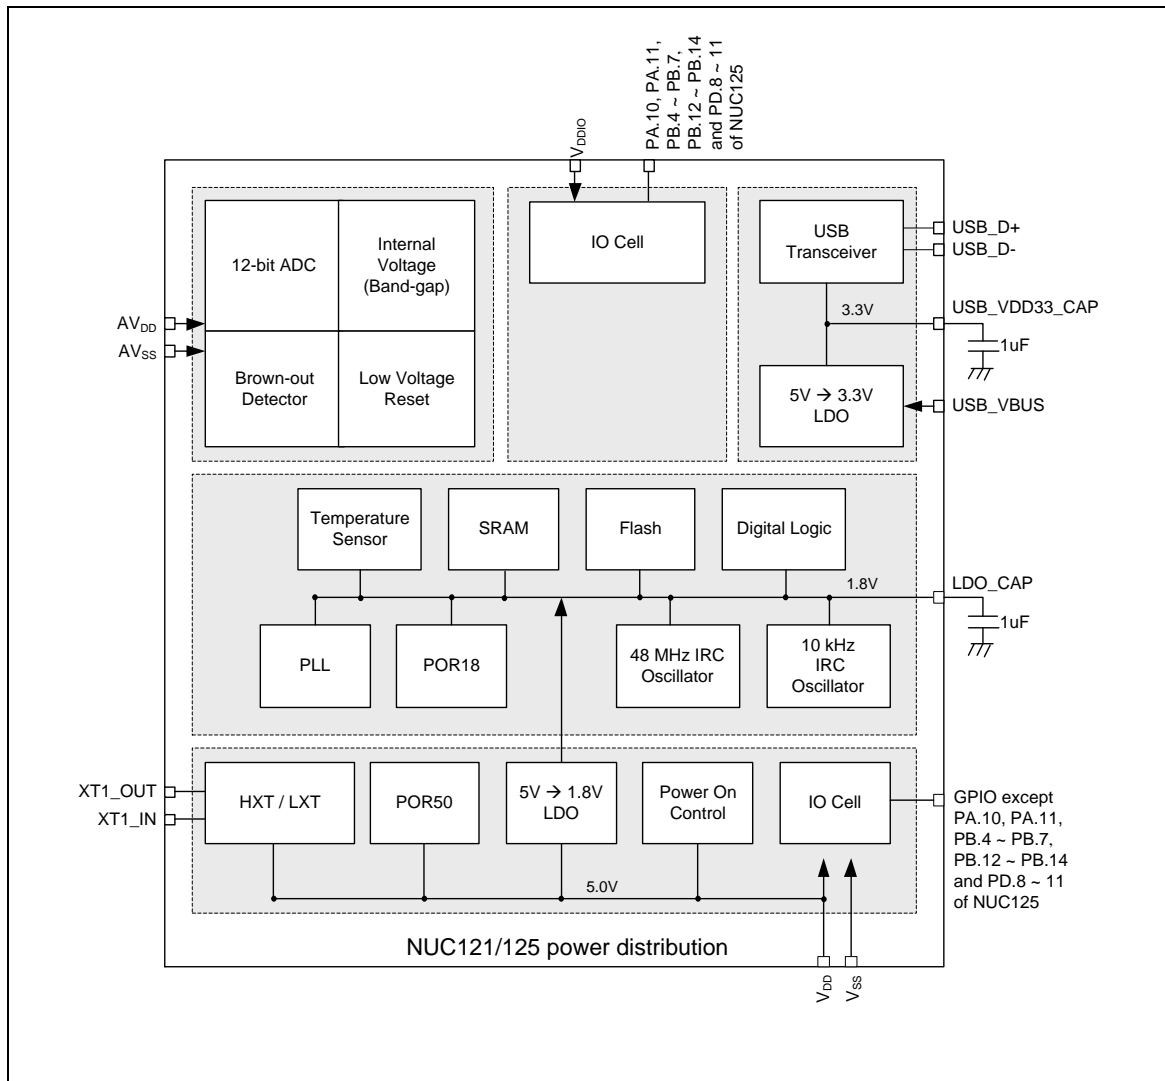 PA.10, PA.11,
PB.4 ~ PB.7,
PB.12 ~ PB.14
and PD.8 ~ 11
of NUC125
VDDIO
12-bit ADC
Internal
Voltage
(Band-gap)
Brown-out
Detector
Low Voltage
Reset
AVDD
AVSS
IO Cell
USB
Transceiver
3.3V
5V → 3.3V
LDO
USB_D+
USB_D-
USB_VDD33_CAP
1uF
USB_VBUS
Temperature
Sensor
SRAM
Flash
Digital Logic
1.8V
LDO_CAP
1uF
PLL
POR18
48 MHz IRC
Oscillator
10 kHz
IRC
Oscillator
XT1_OUT
XT1_IN
HXT / LXT
POR50
5V → 1.8V
LDO
Power On
Control
IO Cell
5.0V
GPIO except
PA.10, PA.11,
PB.4 ~ PB.7,
PB.12 ~ PB.14
and PD.8 ~ 11
of NUC125
NUC121/125 power distribution
VDD
VSS